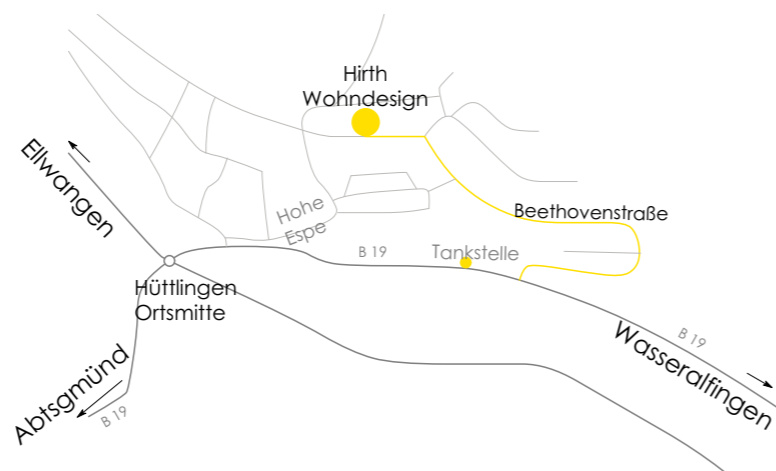 Hirth
Wohndesign
Ellwangen
Hohe
Espe
Beethovenstraße
B 19
Tankstelle
Hüttlingen
Ortsmitte
B 19
Wasseralfingen
Abtsgmünd
B 19